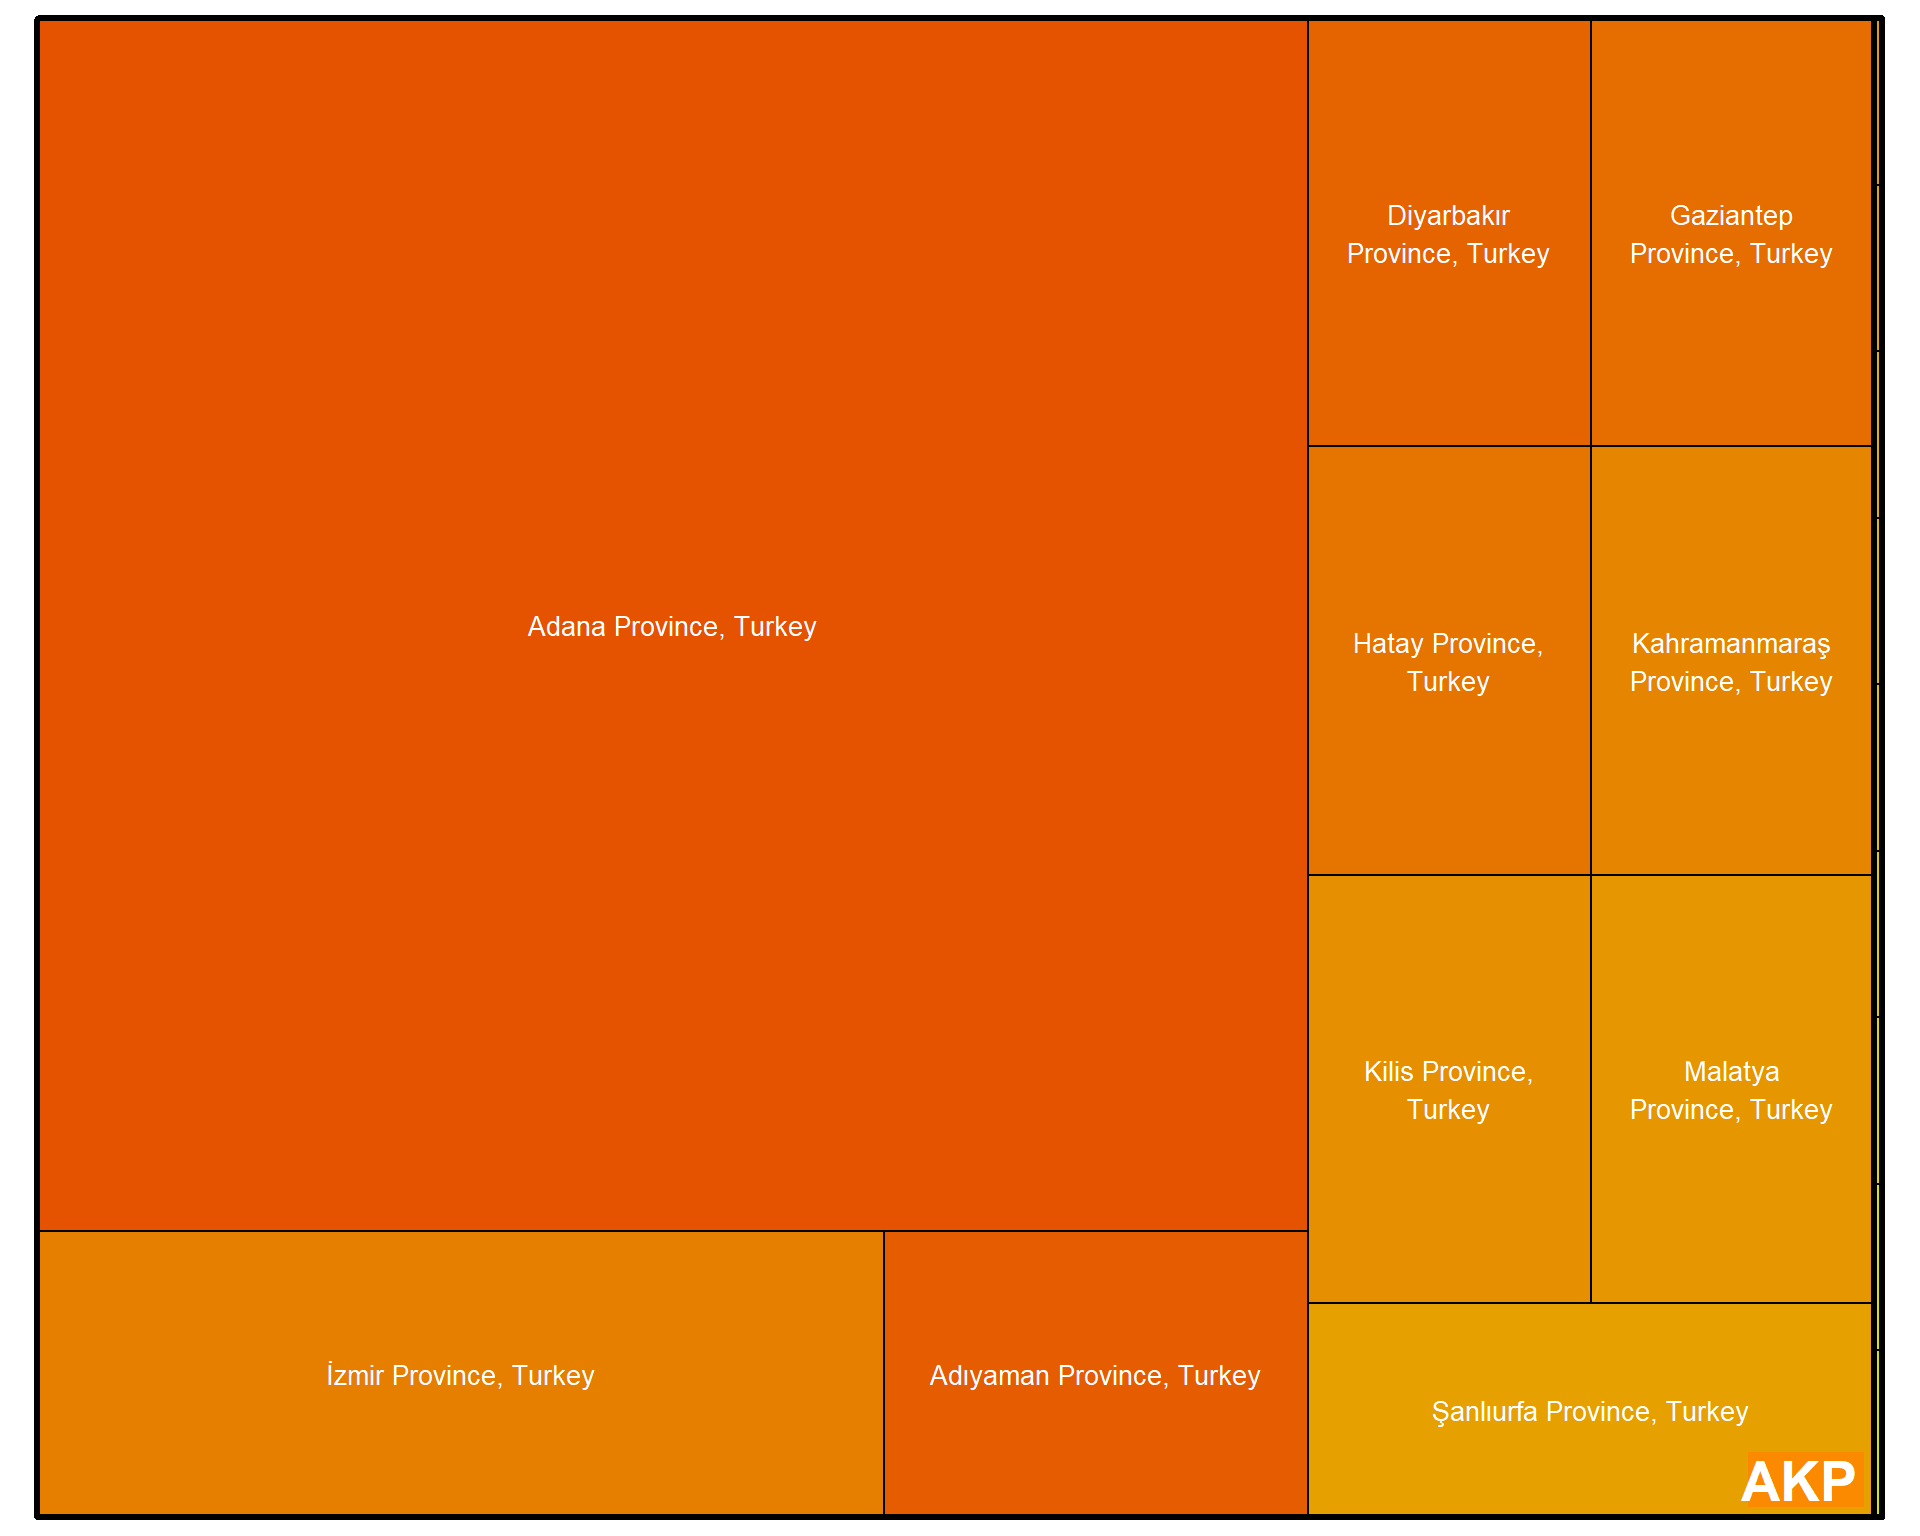 Adana Province, Turkey
Diyarbakır
Province, Turkey
Gaziantep
Province, Turkey
Hatay Province,
Turkey
Kahramanmaraş
Province, Turkey
Kilis Province,
Turkey
Malatya
Province, Turkey
İzmir Province, Turkey
Adıyaman Province, Turkey
Şanlıurfa Province, Turkey
AKP